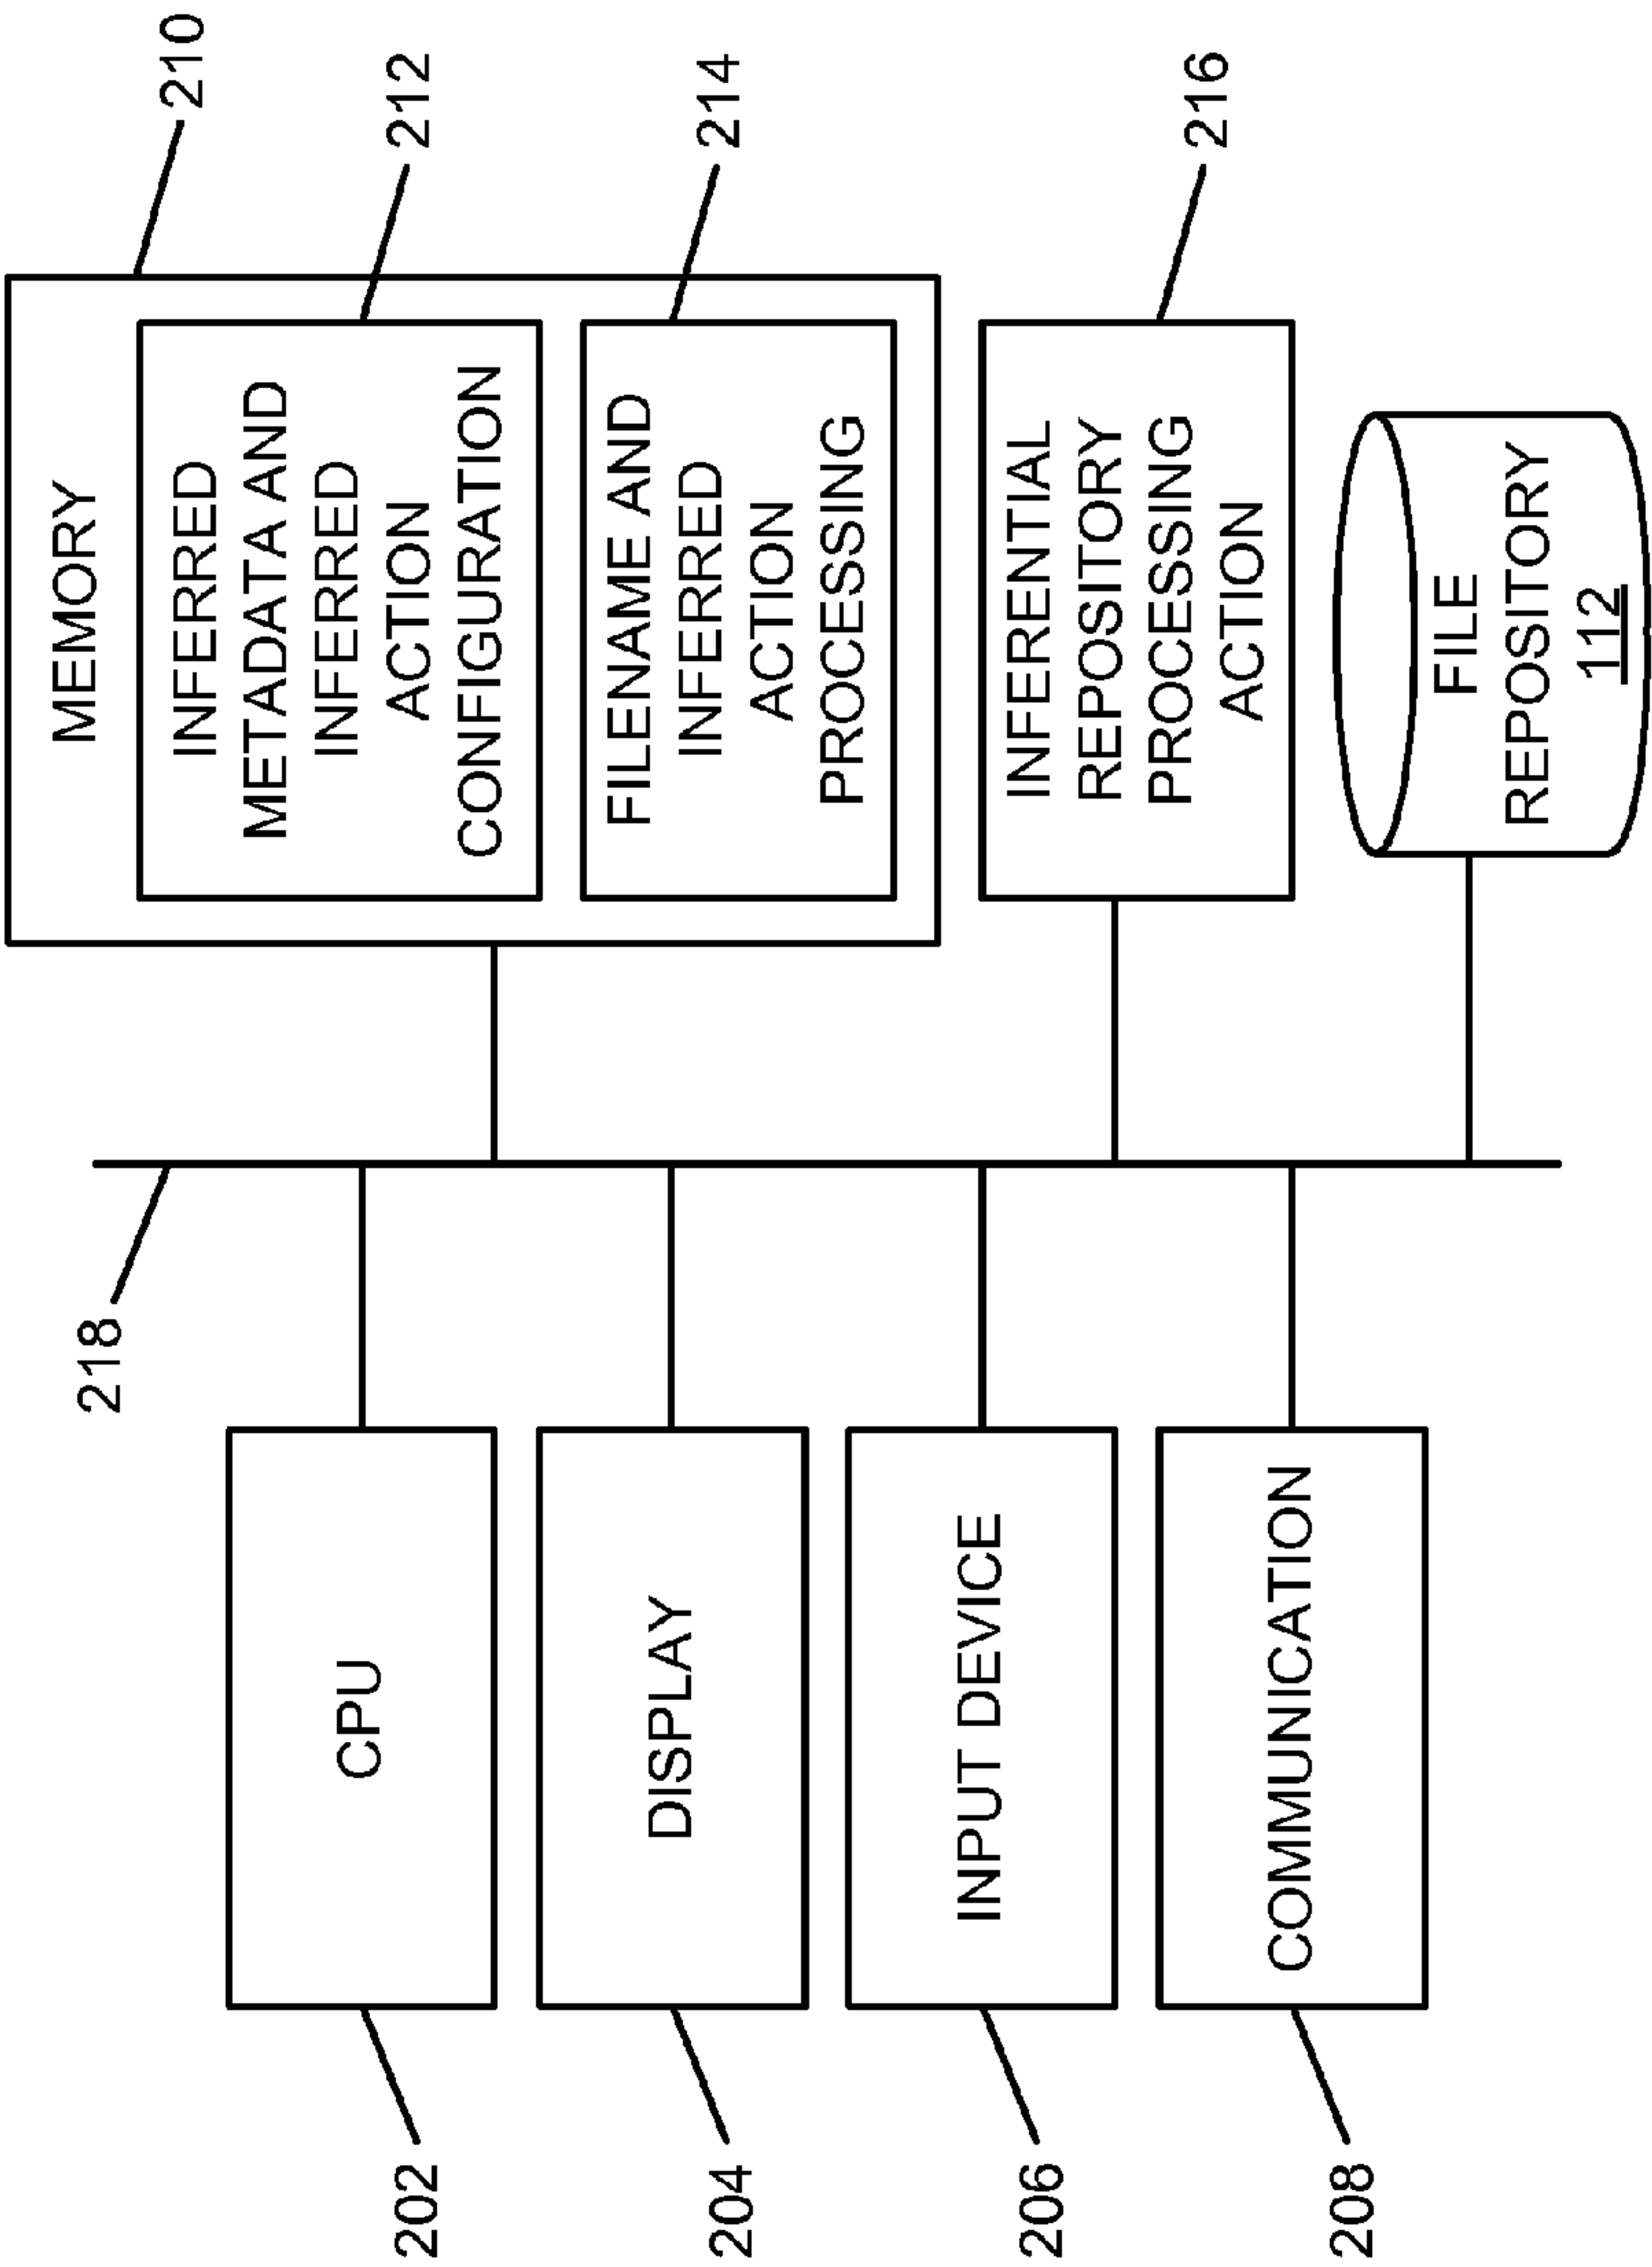 202
CPU
204
DISPLAY
206
INPUT DEVICE
208
COMMUNICATION
218
MEMORY
210
INFERRED
METADATA AND
INFERRED
ACTION
CONFIGURATION
212
FILENAME AND
INFERRED
ACTION
PROCESSING
214
INFERENTIAL
REPOSITORY
PROCESSING
ACTION
216
FILE
REPOSITORY
112